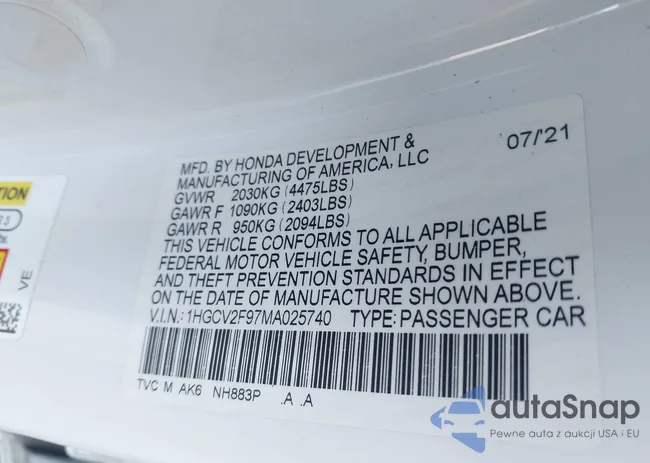 MFD. BY HONDA DEVELOPMENT &
MANUFACTURING OF AMERICA, LLC
07/'21
GVWR 2030KG (4475LBS)
GAWR F 1090KG (2403LBS)
GAWR R 950KG (2094LBS)
THIS VEHICLE CONFORMS TO ALL APPLICABLE
FEDERAL MOTOR VEHICLE SAFETY, BUMPER,
AND THEFT PREVENTION STANDARDS IN EFFECT
ON THE DATE OF MANUFACTURE SHOWN ABOVE.
V.I.N.: 1HGCV2F97MA025740 TYPE: PASSENGER CAR
TVC M AK6 NH883P .A .A
VE
autaSnap
Pewne auta z aukcji USA i EU